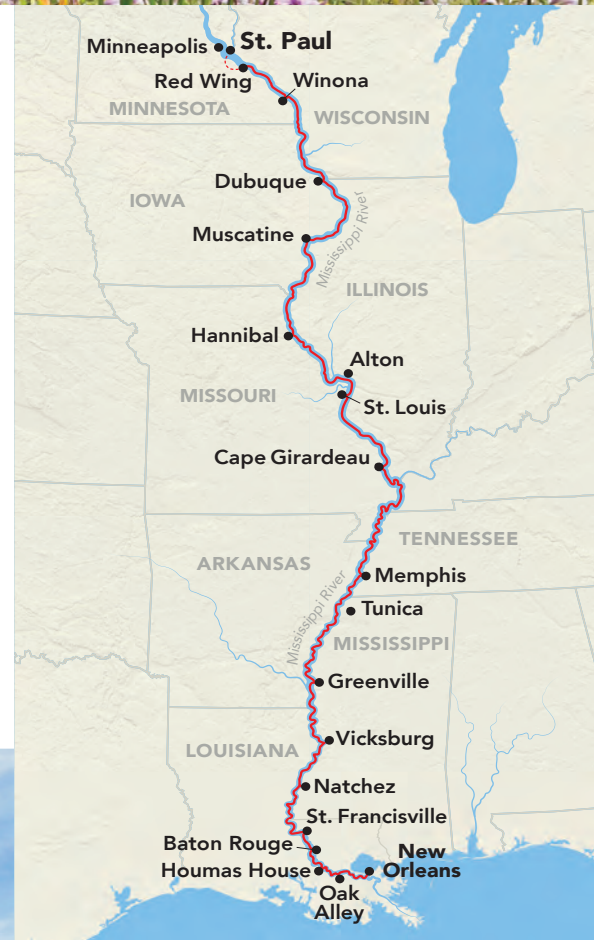 Minneapolis
St. Paul
Red Wing
Winona
MINNESOTA
WISCONSIN
Dubuque
IOWA
Mississippi River
Muscatine
ILLINOIS
Hannibal
Alton
MISSOURI
St. Louis
Cape Girardeau
TENNESSEE
ARKANSAS
Memphis
Mississippi River
Tunica
MISSISSIPPI
Greenville
LOUISIANA
Vicksburg
Natchez
St. Francisville
Baton Rouge
New
Orleans
Houmas House
Oak
Alley